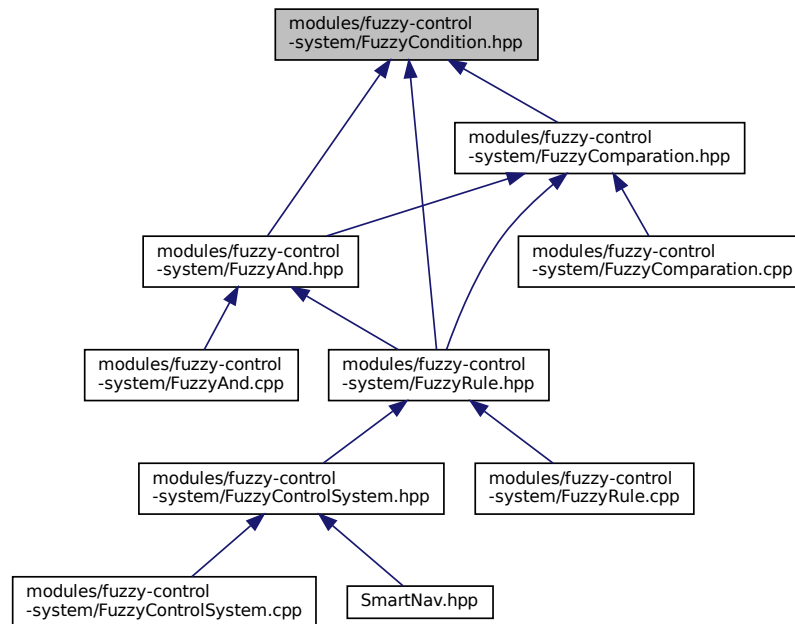 modules/fuzzy-control
-system/FuzzyCondition.hpp
modules/fuzzy-control
-system/FuzzyComparation.hpp
modules/fuzzy-control
-system/FuzzyAnd.hpp
modules/fuzzy-control
-system/FuzzyComparation.cpp
modules/fuzzy-control
-system/FuzzyAnd.cpp
modules/fuzzy-control
-system/FuzzyRule.hpp
modules/fuzzy-control
-system/FuzzyControlSystem.hpp
modules/fuzzy-control
-system/FuzzyRule.cpp
modules/fuzzy-control
-system/FuzzyControlSystem.cpp
SmartNav.hpp